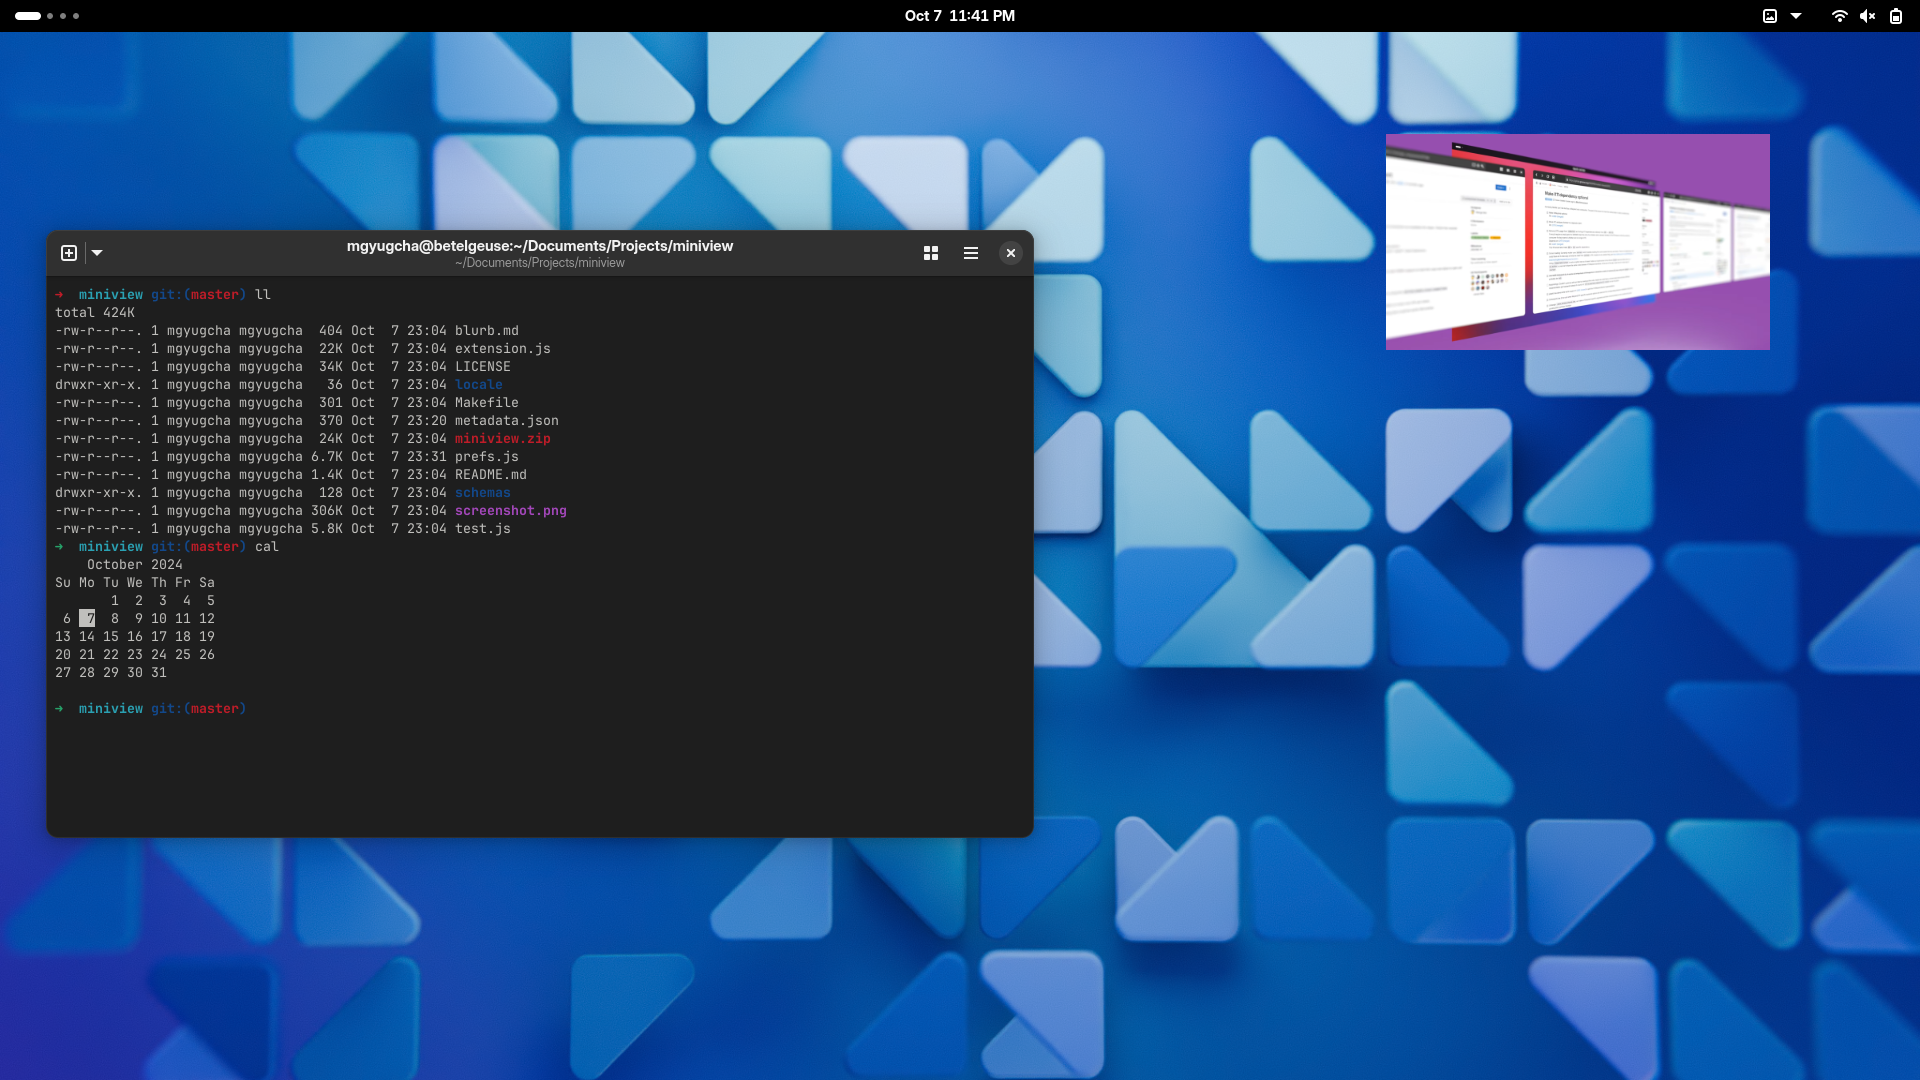 Oct 7 11:41 PM
mgyugcha@betelgeuse:~/Documents/Projects/miniview
~/Documents/Projects/miniview
➜  miniview git:(master) ll
total 424K
-rw-r--r--. 1 mgyugcha mgyugcha  404 Oct  7 23:04 blurb.md
-rw-r--r--. 1 mgyugcha mgyugcha  22K Oct  7 23:04 extension.js
-rw-r--r--. 1 mgyugcha mgyugcha  34K Oct  7 23:04 LICENSE
drwxr-xr-x. 1 mgyugcha mgyugcha   36 Oct  7 23:04 locale
-rw-r--r--. 1 mgyugcha mgyugcha  301 Oct  7 23:04 Makefile
-rw-r--r--. 1 mgyugcha mgyugcha  370 Oct  7 23:20 metadata.json
-rw-r--r--. 1 mgyugcha mgyugcha  24K Oct  7 23:04 miniview.zip
-rw-r--r--. 1 mgyugcha mgyugcha 6.7K Oct  7 23:31 prefs.js
-rw-r--r--. 1 mgyugcha mgyugcha 1.4K Oct  7 23:04 README.md
drwxr-xr-x. 1 mgyugcha mgyugcha  128 Oct  7 23:04 schemas
-rw-r--r--. 1 mgyugcha mgyugcha 306K Oct  7 23:04 screenshot.png
-rw-r--r--. 1 mgyugcha mgyugcha 5.8K Oct  7 23:04 test.js
➜  miniview git:(master) cal
    October 2024
Su Mo Tu We Th Fr Sa
       1  2  3  4  5
 6  7  8  9 10 11 12
13 14 15 16 17 18 19
20 21 22 23 24 25 26
27 28 29 30 31
➜  miniview git:(master)